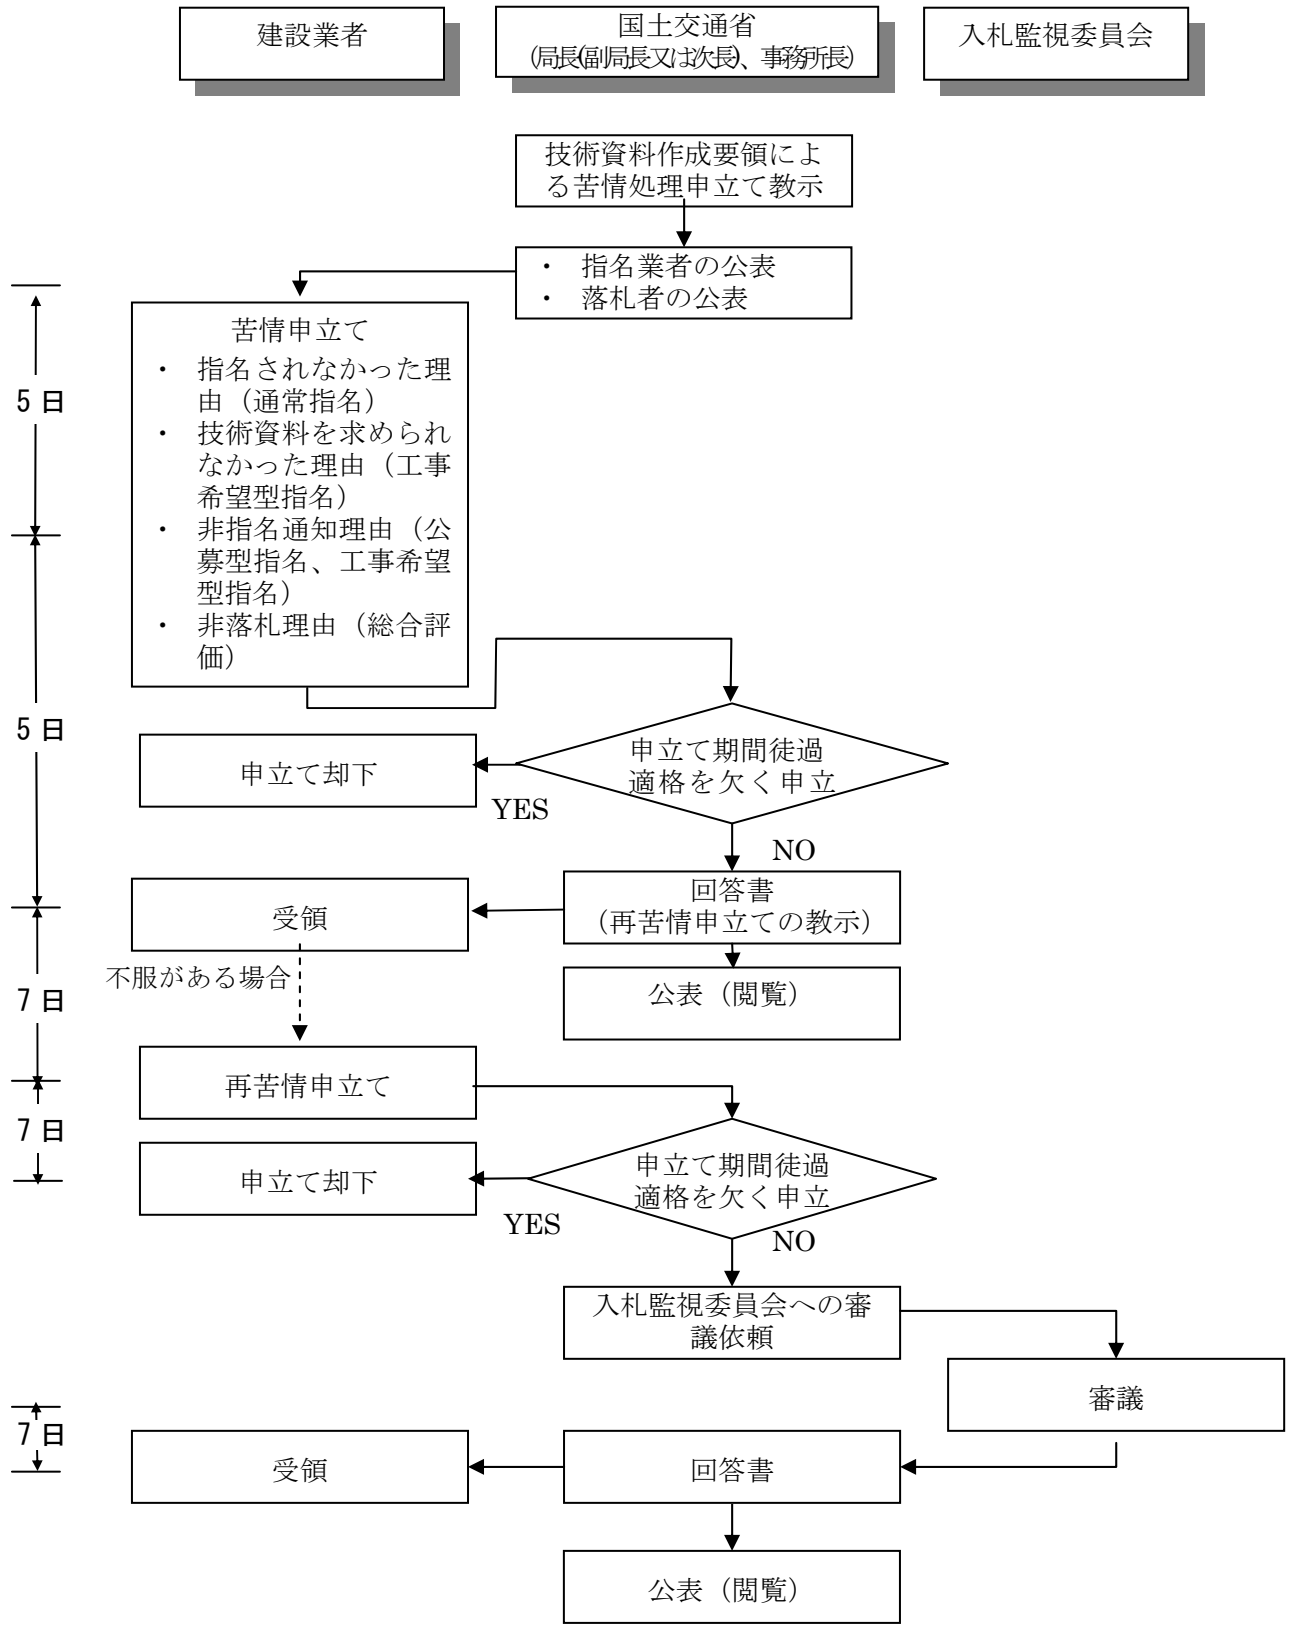 建設業者
国土交通省
(局長(副局長又は次長)、事務所長)
入札監視委員会
技術資料作成要領によ
る苦情処理申立て教示
・ 指名業者の公表
・ 落札者の公表
苦情申立て
・ 指名されなかった理
由（通常指名）
・ 技術資料を求められ
なかった理由（工事
希望型指名）
・ 非指名通知理由（公
募型指名、工事希望
型指名）
・ 非落札理由（総合評
価）
5 日
5 日
申立て期間徒過
適格を欠く申立
申立て却下
YES
NO
回答書
（再苦情申立ての教示）
受領
不服がある場合
公表（閲覧）
7 日
再苦情申立て
7 日
申立て期間徒過
適格を欠く申立
申立て却下
YES
NO
入札監視委員会への審
議依頼
審議
7 日
受領
回答書
公表（閲覧）